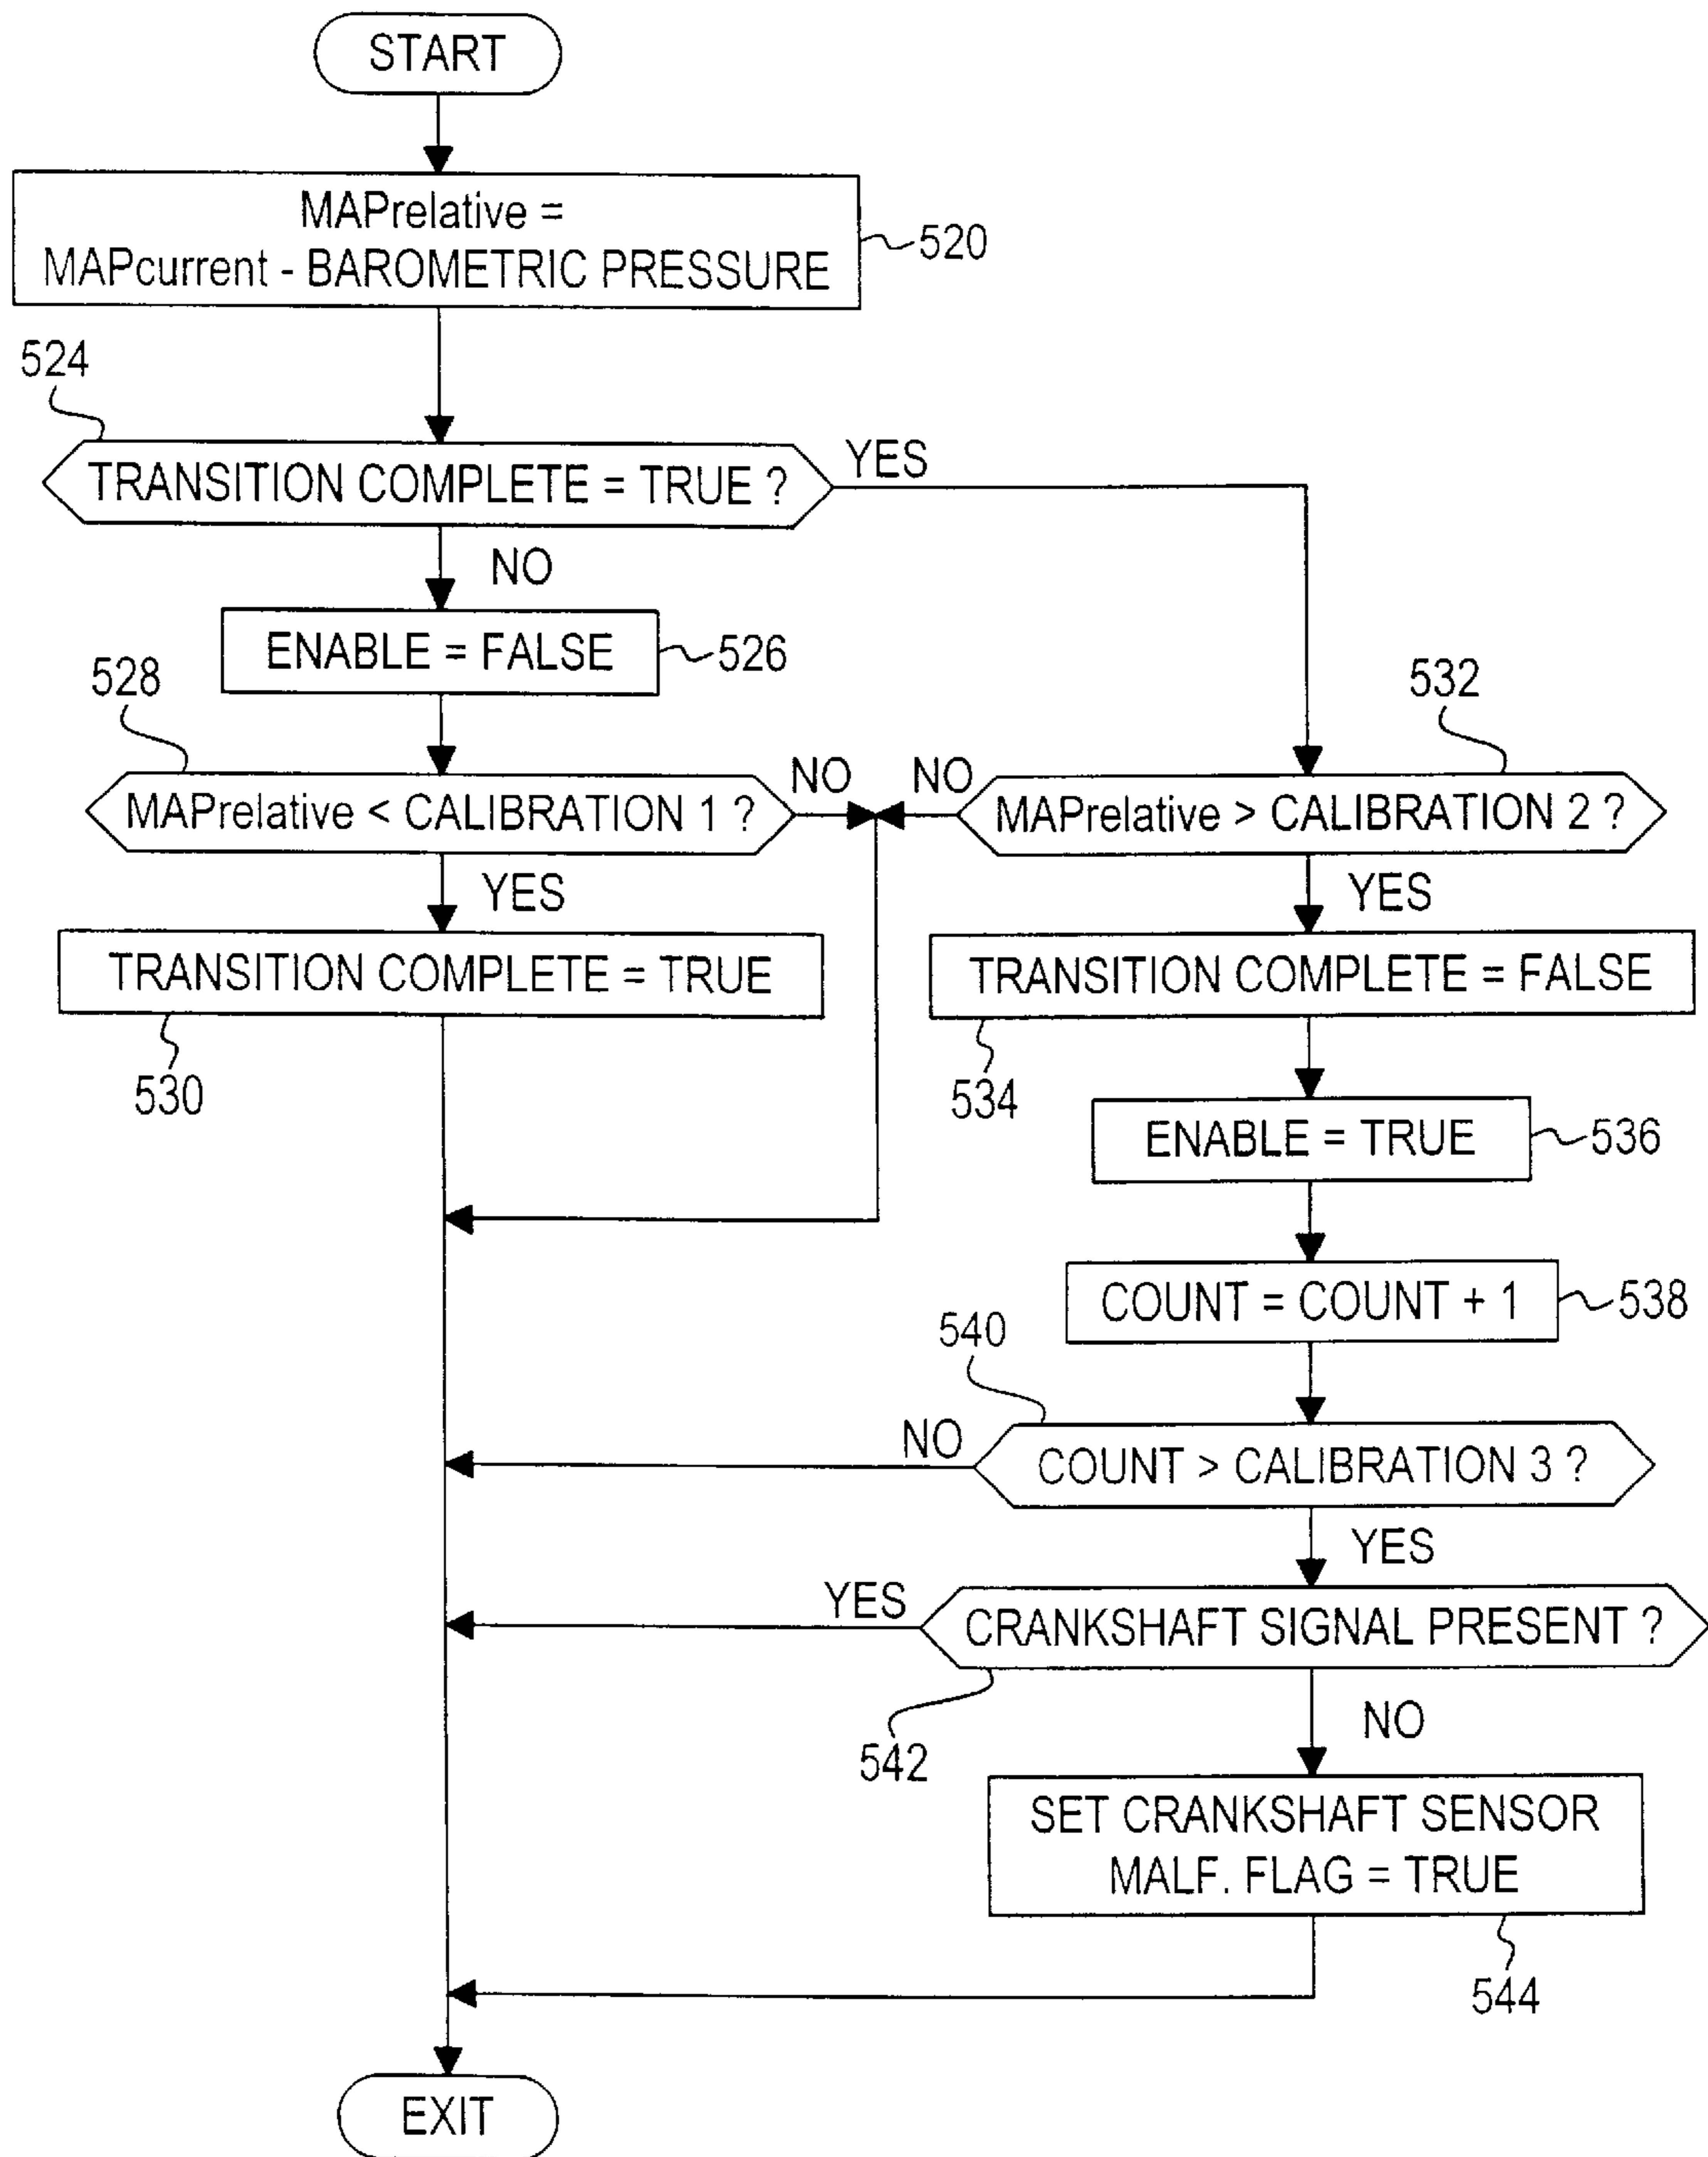 START
MAPrelative =
MAPcurrent - BAROMETRIC PRESSURE
520
524
TRANSITION COMPLETE = TRUE ?
YES
NO
ENABLE = FALSE
526
528
532
MAPrelative < CALIBRATION 1 ?
NO
NO
MAPrelative > CALIBRATION 2 ?
YES
YES
TRANSITION COMPLETE = TRUE
TRANSITION COMPLETE = FALSE
530
534
ENABLE = TRUE
536
COUNT = COUNT + 1
538
540
NO
COUNT > CALIBRATION 3 ?
YES
YES
CRANKSHAFT SIGNAL PRESENT ?
542
NO
SET CRANKSHAFT SENSOR
MALF. FLAG = TRUE
544
EXIT